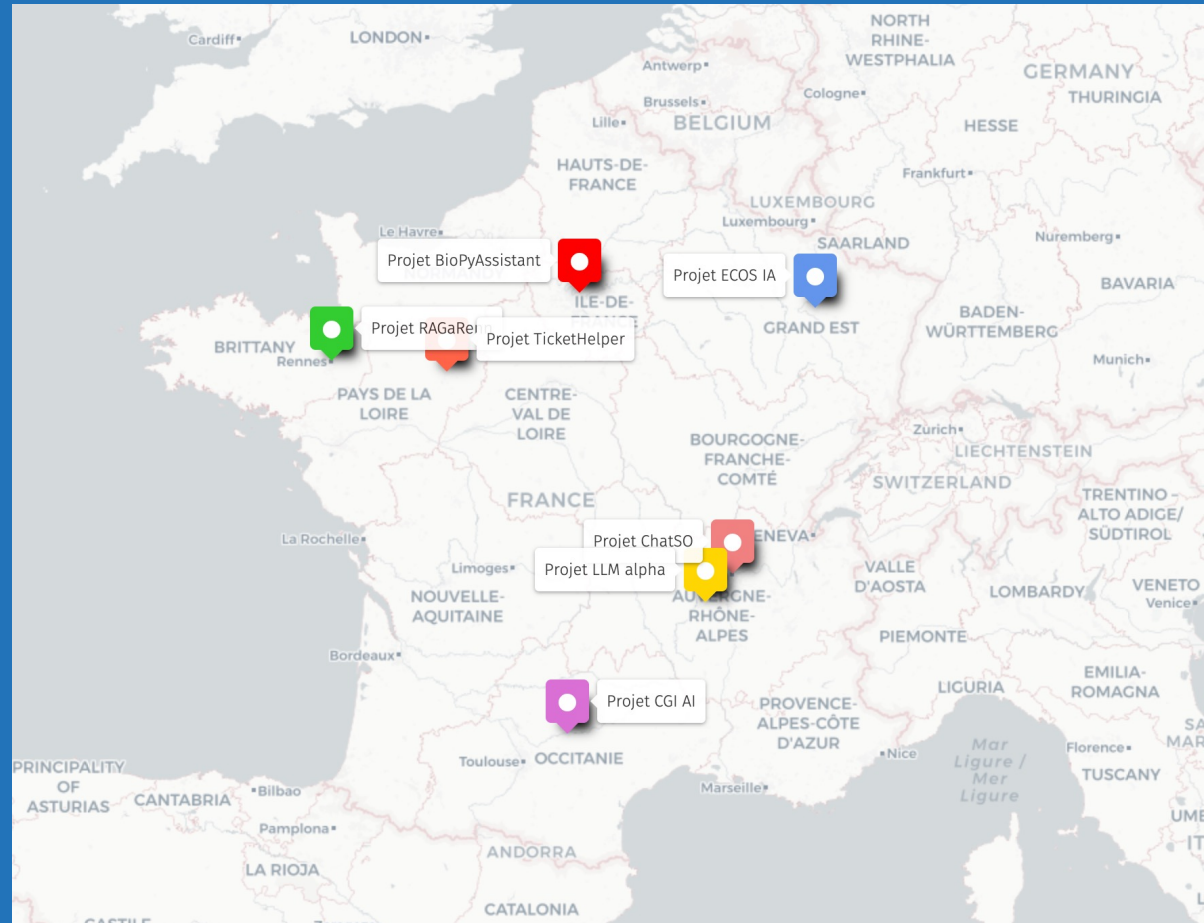 Cardiff
LONDON
NORTH
RHINE-
WESTPHALIA
Antwerp
GERMANY
THURINGIA
Cologne
Brussels
Lille
BELGIUM
HESSE
HAUTS-DE-
FRANCE
Frankfurt
LUXEMBOURG
Luxembourg
Le Havre
SAARLAND
Nuremberg
Projet BioPyAssistant
NORMANDY
Projet ECOS IA
BAVARIA
ILE-DE-
FRANCE
BADEN-
WÜRTTEMBERG
GRAND EST
Projet RAGaRenn
Projet TicketHelper
BRITTANY
Rennes
Munich
PAYS DE LA
LOIRE
CENTRE-
VAL DE
LOIRE
Zurich
BOURGOGNE-
FRANCHE-
COMTÉ
LIECHTENSTEIN
SWITZERLAND
FRANCE
TRENTINO -
ALTO ADIGE/
SÜDTIROL
La Rochelle
Projet ChatSO
GENEVA
Projet LLM alpha
Limoges
VALLE
D'AOSTA
LOMBARDY
VENETO
Venice
NOUVELLE-
AQUITAINE
AUVERGNE-
RHÔNE-
ALPES
PIEMONTE
Bordeaux
EMILIA-
ROMAGNA
LIGURIA
Projet CGI AI
PROVENCE-
ALPES-CÔTE
D'AZUR
Nice
Mar
Ligure /
Mer
Ligure
Florence
TUSCANY
Toulouse
OCCITANIE
PRINCIPALITY
OF
ASTURIAS
CANTABRIA
Bilbao
Marseille
Pamplona
ANDORRA
LA RIOJA
CATALONIA